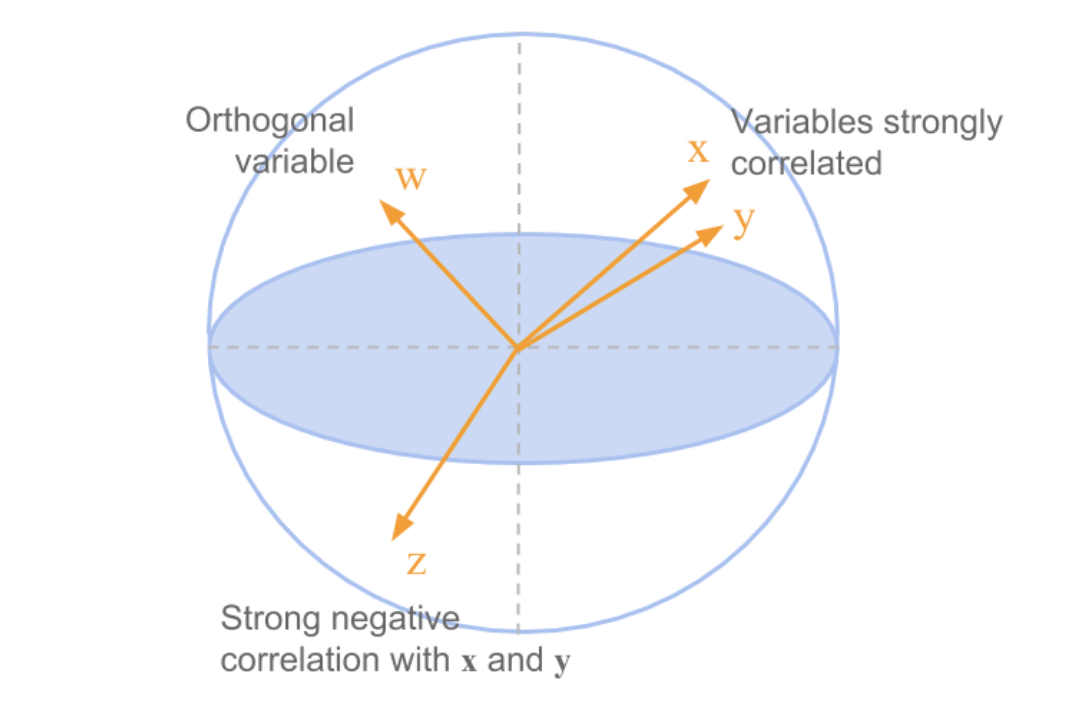 Orthogonal
variable
w
x
Variables strongly
correlated
y
z
Strong negative
correlation with x and y